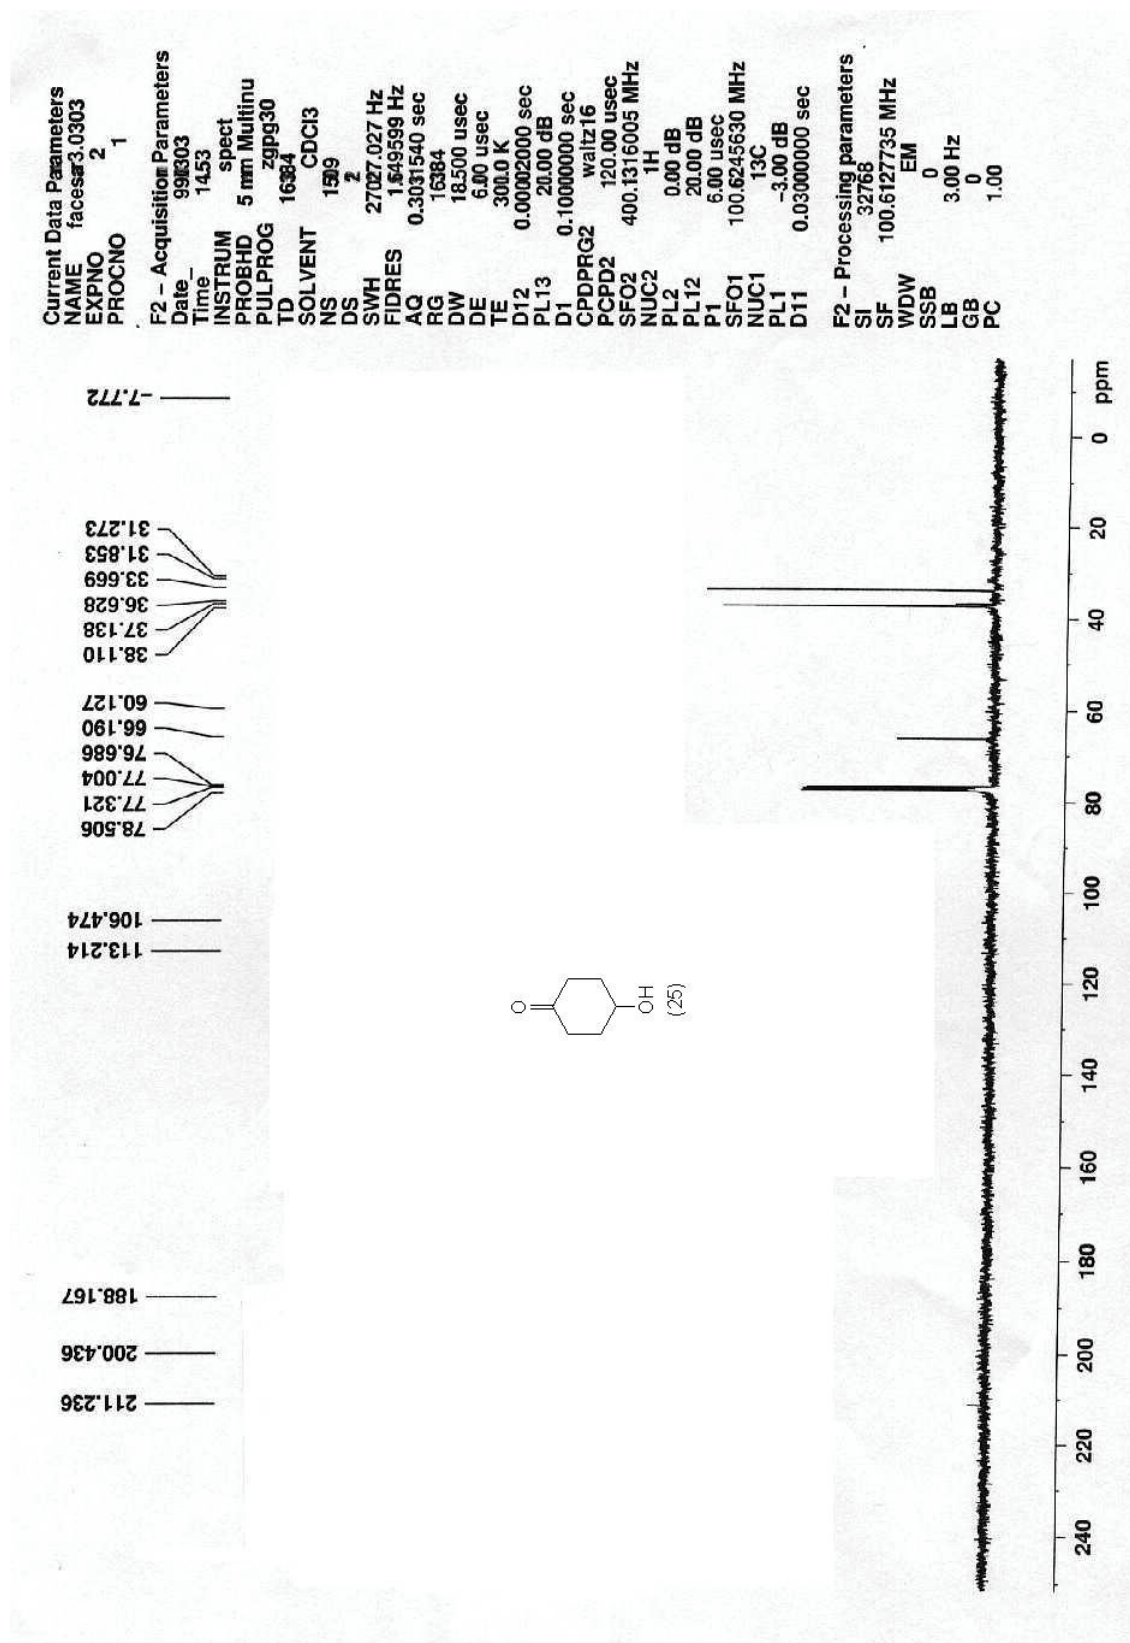 Current Data Parameters
NAME facesa73.0303
EXPNO 2
PROCNO 1
F2 - Acquisition Parameters
Date_
Time 14.53
INSTRUM spect
PROBHD 5 mm Multinu
PULPROG zgpg30
TD 16384
SOLVENT CDCl3
NS 1509
DS 2
SWH 27027.027 Hz
FIDRES 1.649599 Hz
AQ 0.3031540 sec
RG 16384
DW 18.500 usec
DE 6.00 usec
TE 300.0 K
D12 0.00002000 sec
PL13 20.00 dB
D1 0.10000000 sec
CPDPRG2 waltz16
PCPD2 120.00 usec
SFO2 400.1316005 MHz
NUC2 1H
PL2 0.00 dB
PL12 20.00 dB
P1 6.00 usec
SFO1 100.6245630 MHz
NUC1 13C
PL1 -3.00 dB
D11 0.03000000 sec
F2 - Processing parameters
SI 32768
SF 100.6127735 MHz
WDW EM
SSB 0
LB 3.00 Hz
GB 0
PC 1.00
211.236
200.436
188.167
113.214
106.474
78.506
77.321
77.004
76.686
66.190
60.127
38.110
37.138
36.628
33.669
31.853
31.273
-7.772
O
OH
(25)
240 220 200 180 160 140 120 100 80 60 40 20 0 ppm